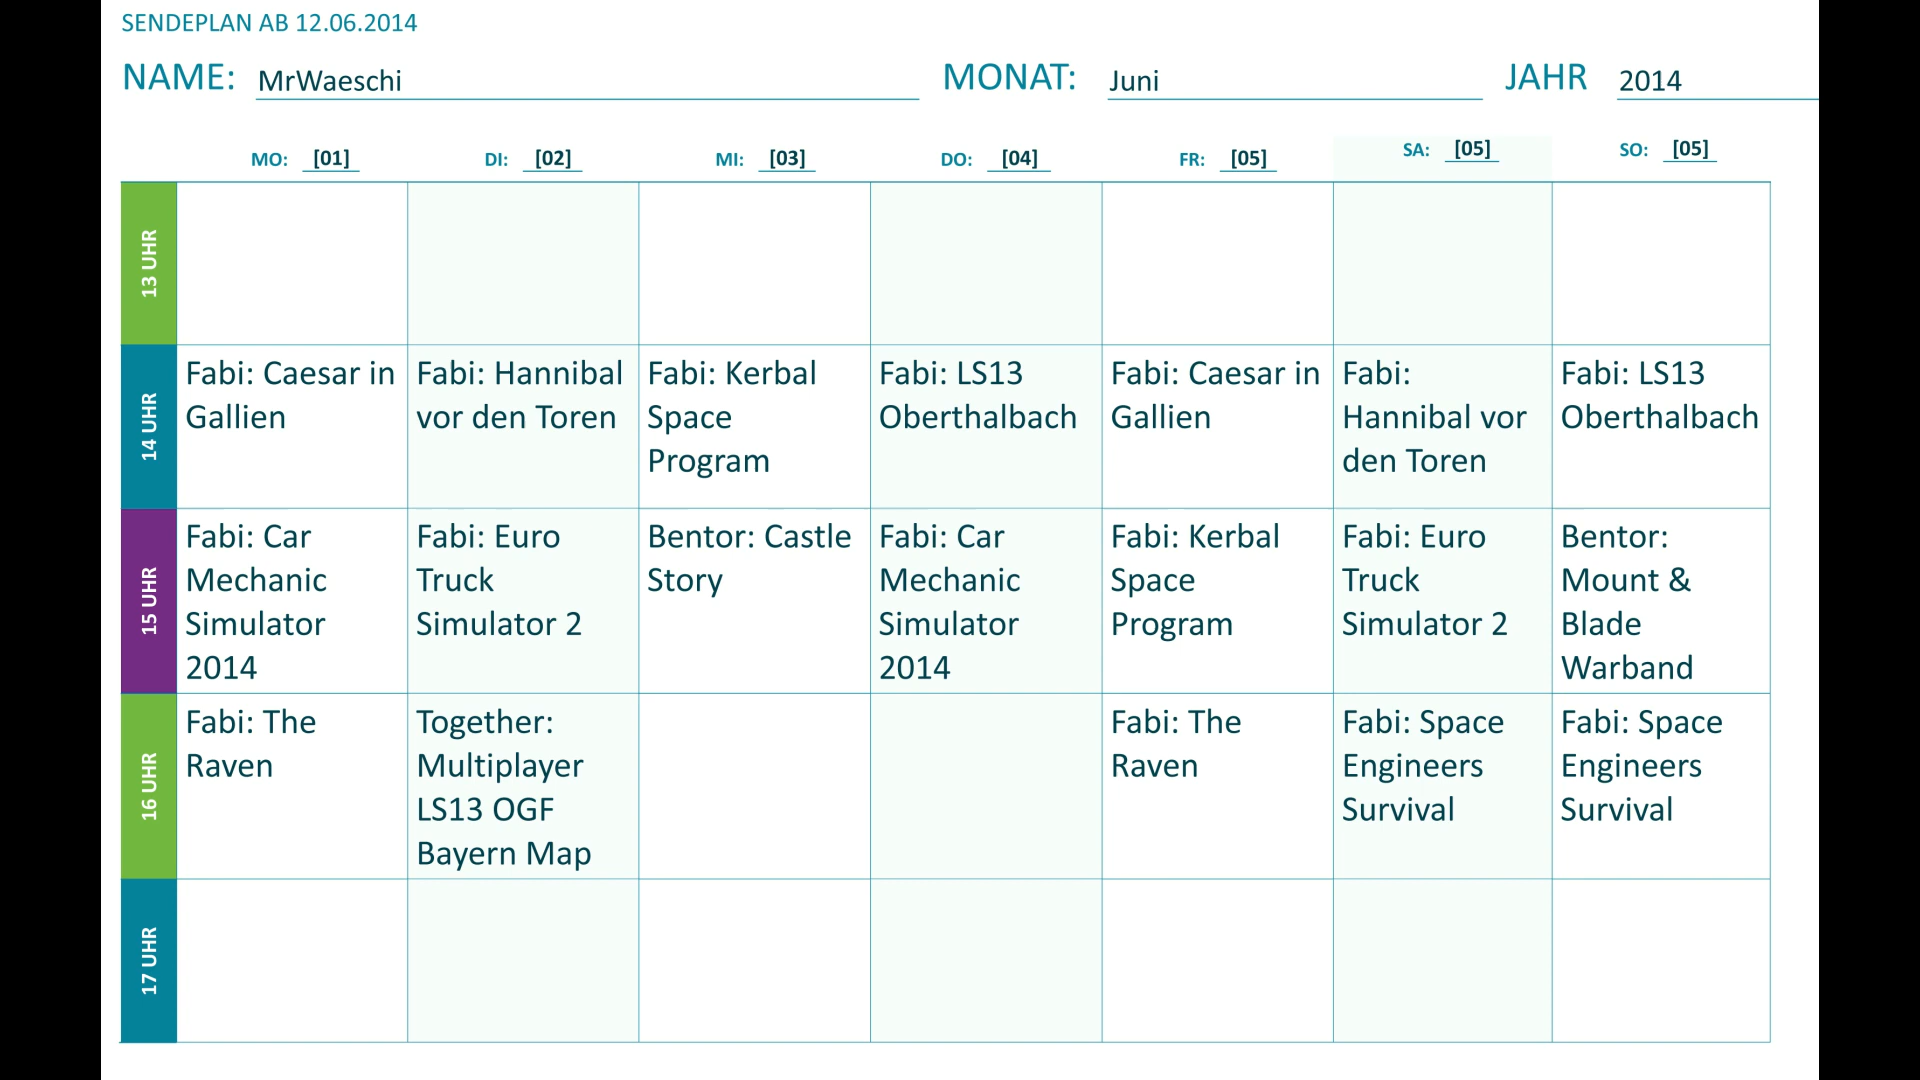 SENDEPLAN AB 12.06.2014
NAME: MrWaeschi MONAT: Juni JAHR 2014
MO: [01] DI: [02] MI: [03] DO: [04] FR: [05] SA: [05] SO: [05]
13 UHR
14 UHR
Fabi: Caesar in
Gallien
Fabi: Hannibal
vor den Toren
Fabi: Kerbal
Space
Program
Fabi: LS13
Oberthalbach
Fabi: Caesar in
Gallien
Fabi:
Hannibal vor
den Toren
Fabi: LS13
Oberthalbach
15 UHR
Fabi: Car
Mechanic
Simulator
2014
Fabi: Euro
Truck
Simulator 2
Bentor: Castle
Story
Fabi: Car
Mechanic
Simulator
2014
Fabi: Kerbal
Space
Program
Fabi: Euro
Truck
Simulator 2
Bentor:
Mount &
Blade
Warband
16 UHR
Fabi: The
Raven
Together:
Multiplayer
LS13 OGF
Bayern Map
Fabi: The
Raven
Fabi: Space
Engineers
Survival
Fabi: Space
Engineers
Survival
17 UHR